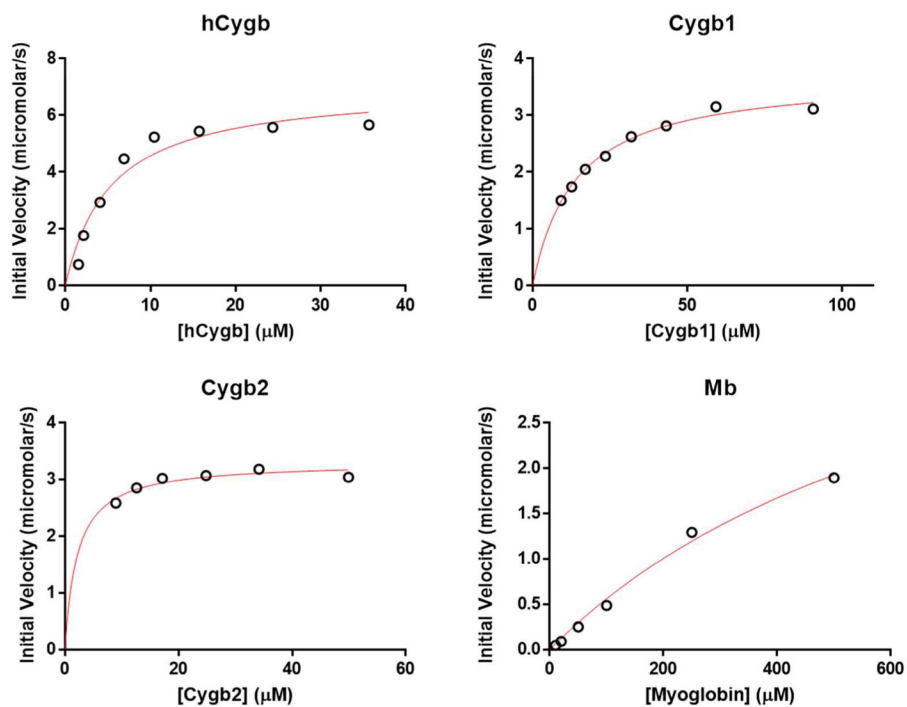 hCygb
Initial Velocity (micromolar/s)
8
6
4
2
0
0 10 20 30 40
[hCygb] (μM)
Cygb1
Initial Velocity (micromolar/s)
4
3
2
1
0
0 50 100
[Cygb1] (μM)
Cygb2
Initial Velocity (micromolar/s)
4
3
2
1
0
0 20 40 60
[Cygb2] (μM)
Mb
Initial Velocity (micromolar/s)
2.5
2.0
1.5
1.0
0.5
0.0
0 200 400 600
[Myoglobin] (μM)